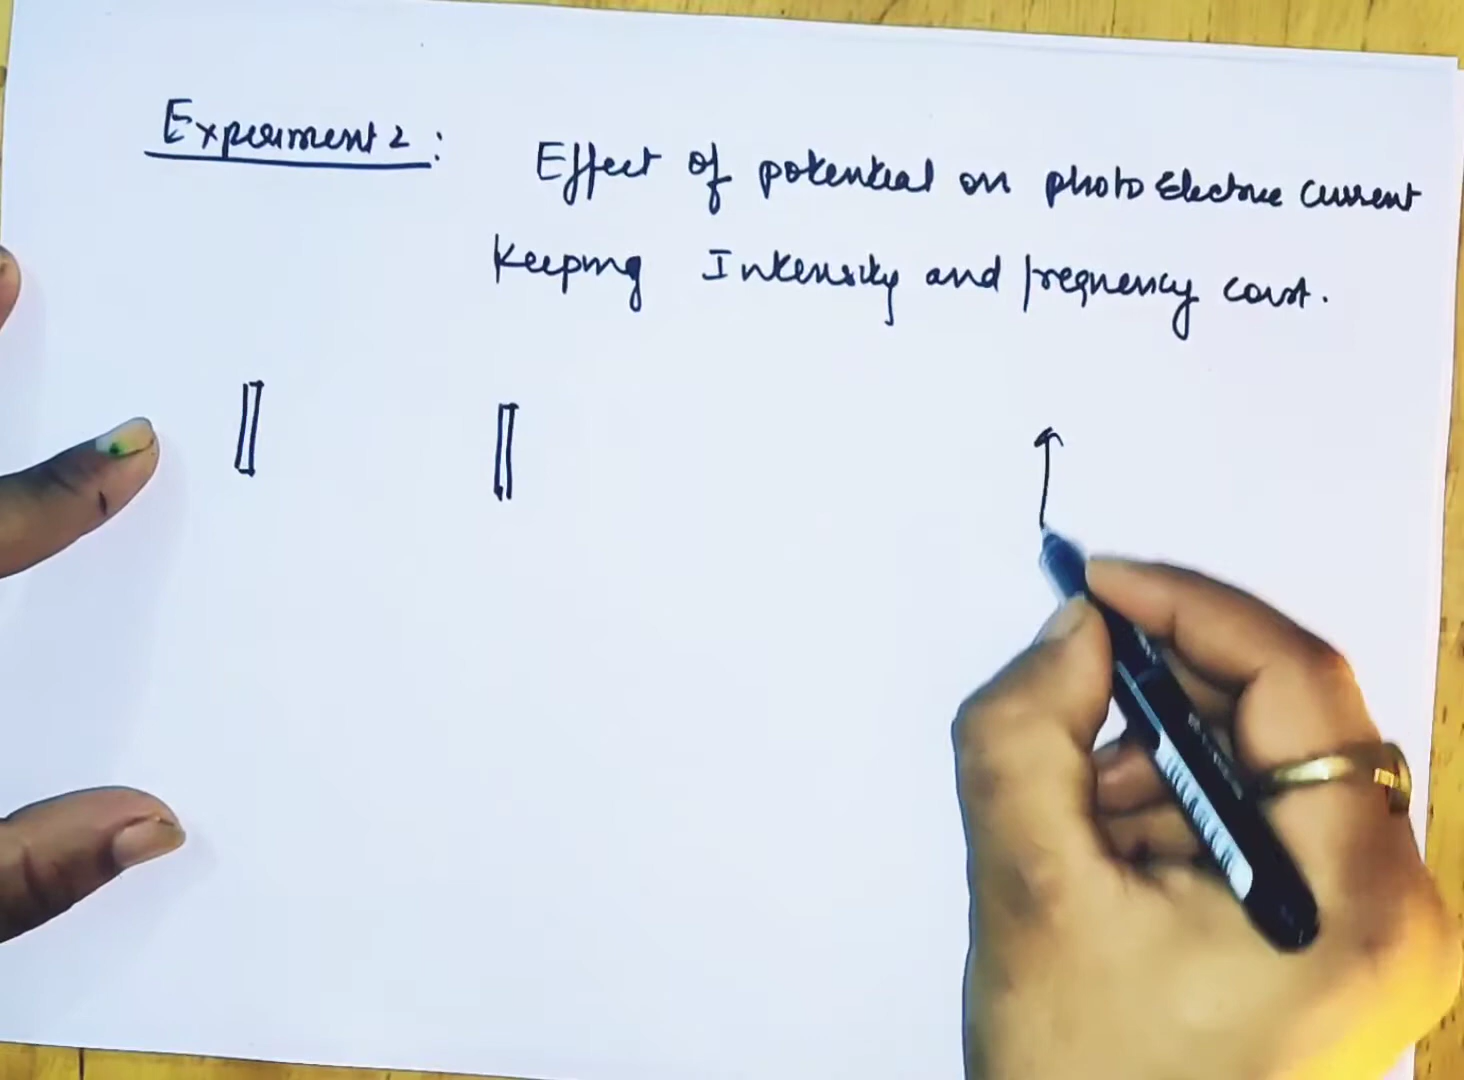 Experiment 2 :
Effect of potential on photo Electric current
Keeping Intensity and frequency const.